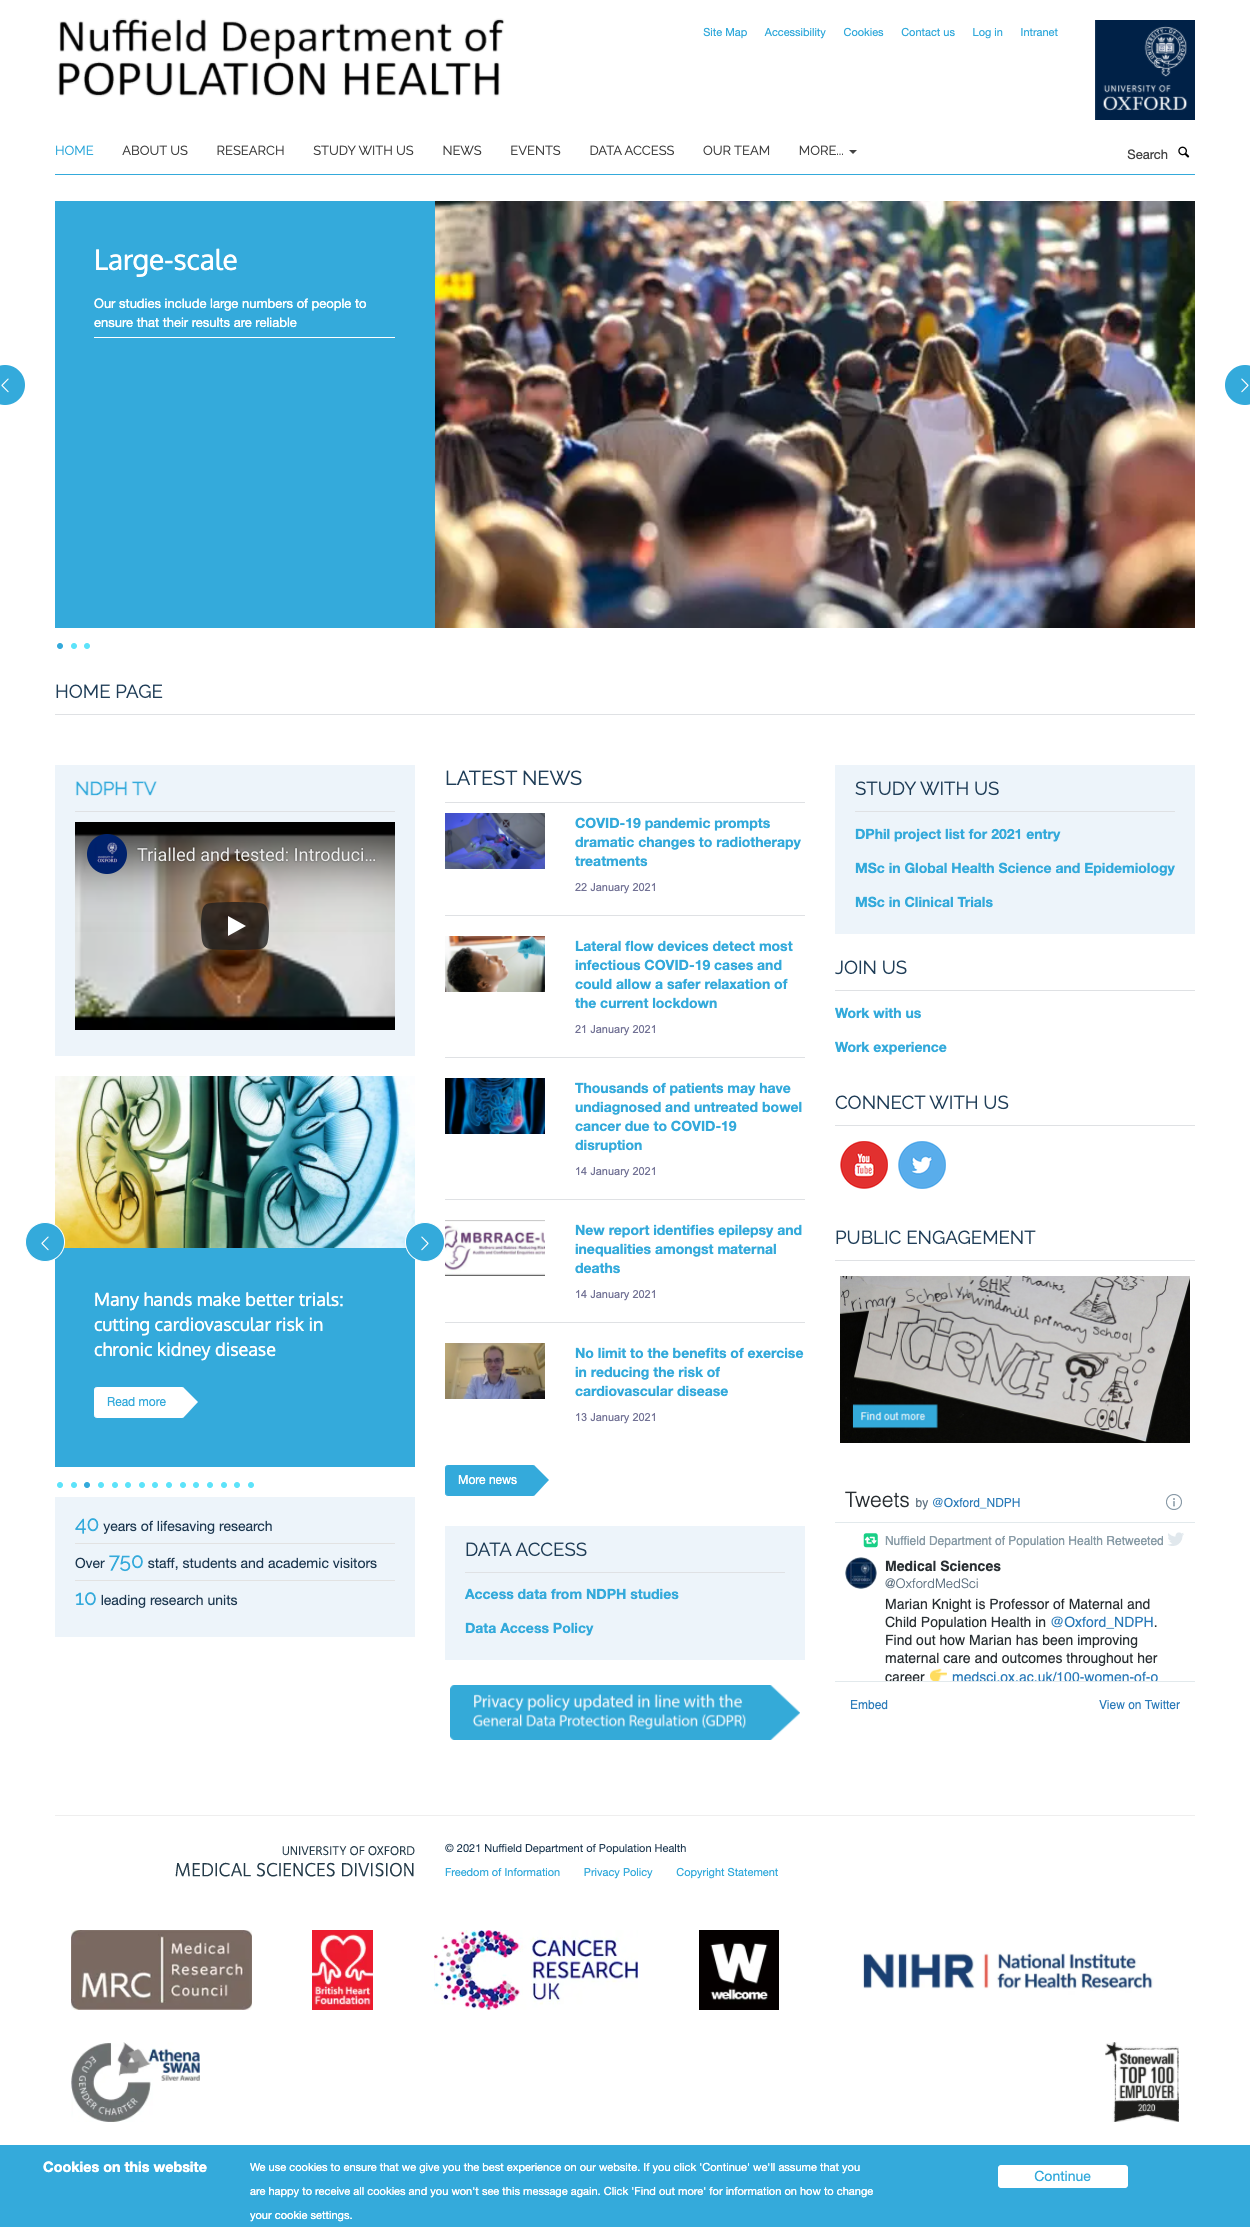 Nuffield Department of
POPULATION HEALTH
Site Map Accessibility Cookies Contact us Log in Intranet
UNIVERSITY OF
OXFORD
HOME ABOUT US RESEARCH STUDY WITH US NEWS EVENTS DATA ACCESS OUR TEAM MORE...
Search
Large-scale
Our studies include large numbers of people to
ensure that their results are reliable
HOME PAGE
NDPH TV
Trialled and tested: Introduci...
Many hands make better trials:
cutting cardiovascular risk in
chronic kidney disease
Read more
40 years of lifesaving research
Over 750 staff, students and academic visitors
10 leading research units
LATEST NEWS
COVID-19 pandemic prompts
dramatic changes to radiotherapy
treatments
22 January 2021
Lateral flow devices detect most
infectious COVID-19 cases and
could allow a safer relaxation of
the current lockdown
21 January 2021
Thousands of patients may have
undiagnosed and untreated bowel
cancer due to COVID-19
disruption
14 January 2021
MBRRACE-U
New report identifies epilepsy and
inequalities amongst maternal
deaths
14 January 2021
No limit to the benefits of exercise
in reducing the risk of
cardiovascular disease
13 January 2021
More news
DATA ACCESS
Access data from NDPH studies
Data Access Policy
Privacy policy updated in line with the
General Data Protection Regulation (GDPR)
STUDY WITH US
DPhil project list for 2021 entry
MSc in Global Health Science and Epidemiology
MSc in Clinical Trials
JOIN US
Work with us
Work experience
CONNECT WITH US
You
Tube
PUBLIC ENGAGEMENT
6HK thanks,
Primary School
windmill primary School
SCIENCE
is
COOL!
Find out more
Tweets by @Oxford_NDPH
Nuffield Department of Population Health Retweeted
Medical Sciences
@OxfordMedSci
Marian Knight is Professor of Maternal and
Child Population Health in @Oxford_NDPH.
Find out how Marian has been improving
maternal care and outcomes throughout her
career 👉 medsci.ox.ac.uk/100-women-of-o
Embed View on Twitter
UNIVERSITY OF OXFORD
MEDICAL SCIENCES DIVISION
© 2021 Nuffield Department of Population Health
Freedom of Information Privacy Policy Copyright Statement
MRC
Medical
Research
Council
British Heart
Foundation
CANCER
RESEARCH
UK
W
wellcome
NIHR
National Institute
for Health Research
ECU GENDER CHARTER
Athena
SWAN
Silver Award
Stonewall
TOP 100
EMPLOYER
2020
Cookies on this website
We use cookies to ensure that we give you the best experience on our website. If you click 'Continue' we'll assume that you
are happy to receive all cookies and you won't see this message again. Click 'Find out more' for information on how to change
your cookie settings.
Continue